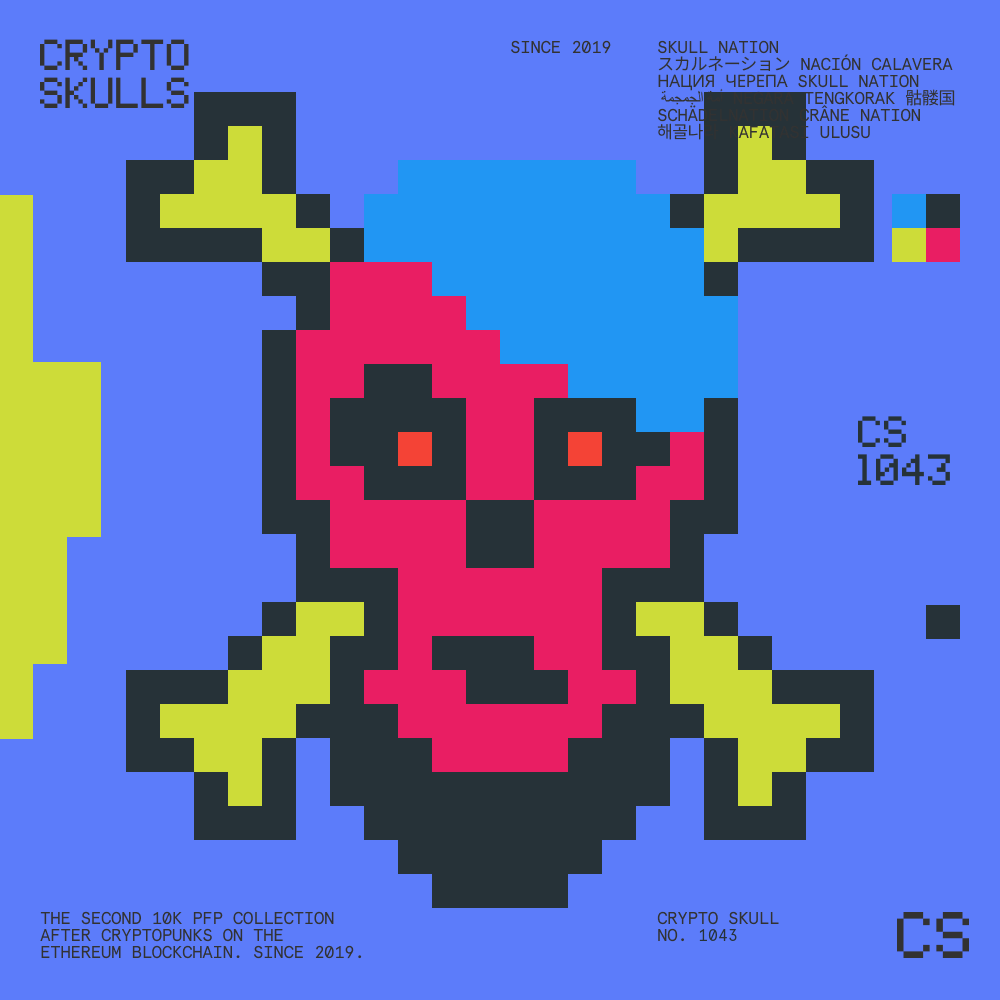 CRYPTO
SKULLS
SINCE 2019
SKULL NATION
スカルネーション NACIÓN CALAVERA
НАЦИЯ ЧЕРЕПА SKULL NATION
TENGKORAK 骷髅国
CRÂNE NATION
해골 ULUSU
CS
1043
THE SECOND 10K PFP COLLECTION
AFTER CRYPTOPUNKS ON THE
ETHEREUM BLOCKCHAIN. SINCE 2019.
CRYPTO SKULL
NO. 1043
CS